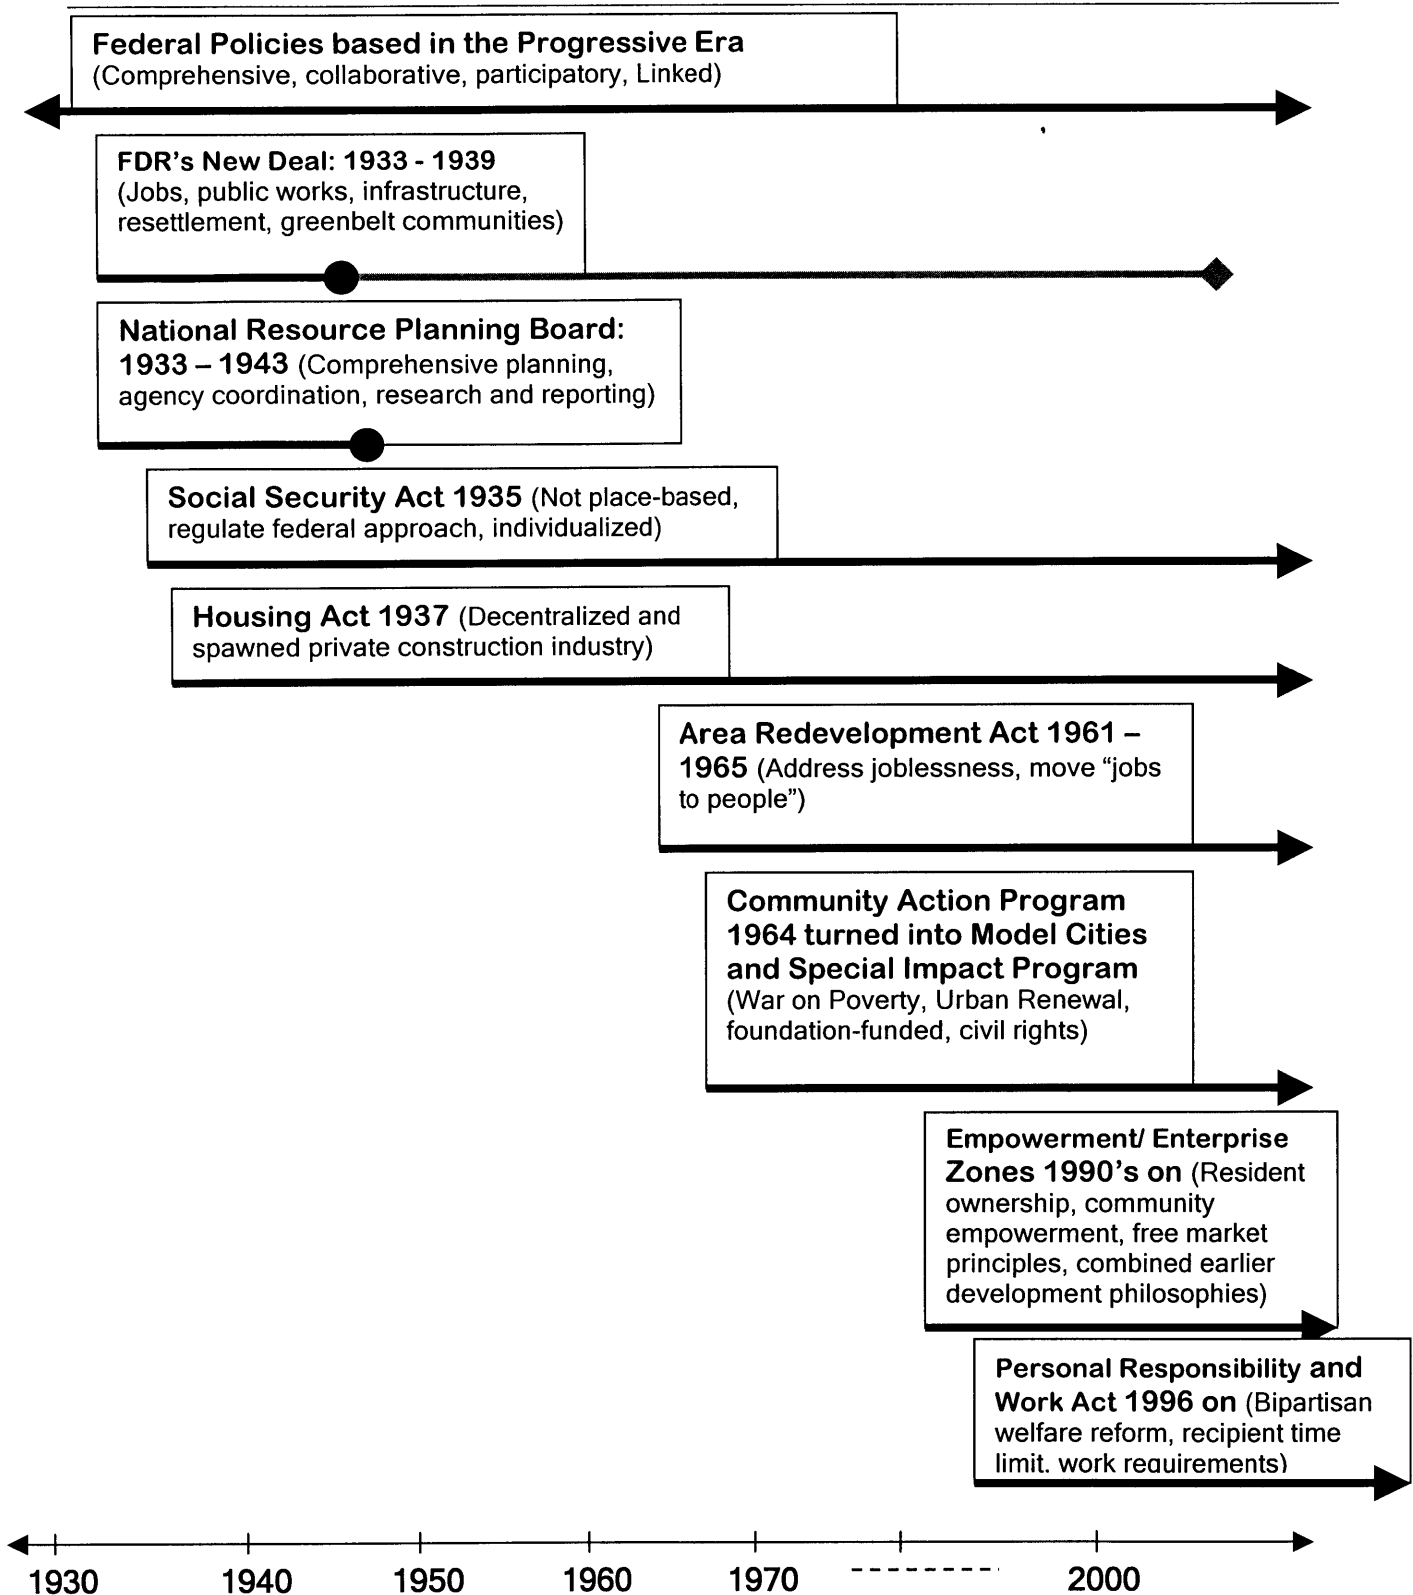 Federal Policies based in the Progressive Era
(Comprehensive, collaborative, participatory, Linked)
FDR's New Deal: 1933 - 1939
(Jobs, public works, infrastructure,
resettlement, greenbelt communities)
National Resource Planning Board:
1933 – 1943 (Comprehensive planning,
agency coordination, research and reporting)
Social Security Act 1935 (Not place-based,
regulate federal approach, individualized)
Housing Act 1937 (Decentralized and
spawned private construction industry)
Area Redevelopment Act 1961 –
1965 (Address joblessness, move “jobs
to people”)
Community Action Program
1964 turned into Model Cities
and Special Impact Program
(War on Poverty, Urban Renewal,
foundation-funded, civil rights)
Empowerment/ Enterprise
Zones 1990's on (Resident
ownership, community
empowerment, free market
principles, combined earlier
development philosophies)
Personal Responsibility and
Work Act 1996 on (Bipartisan
welfare reform, recipient time
limit, work requirements)
1930 1940 1950 1960 1970 2000